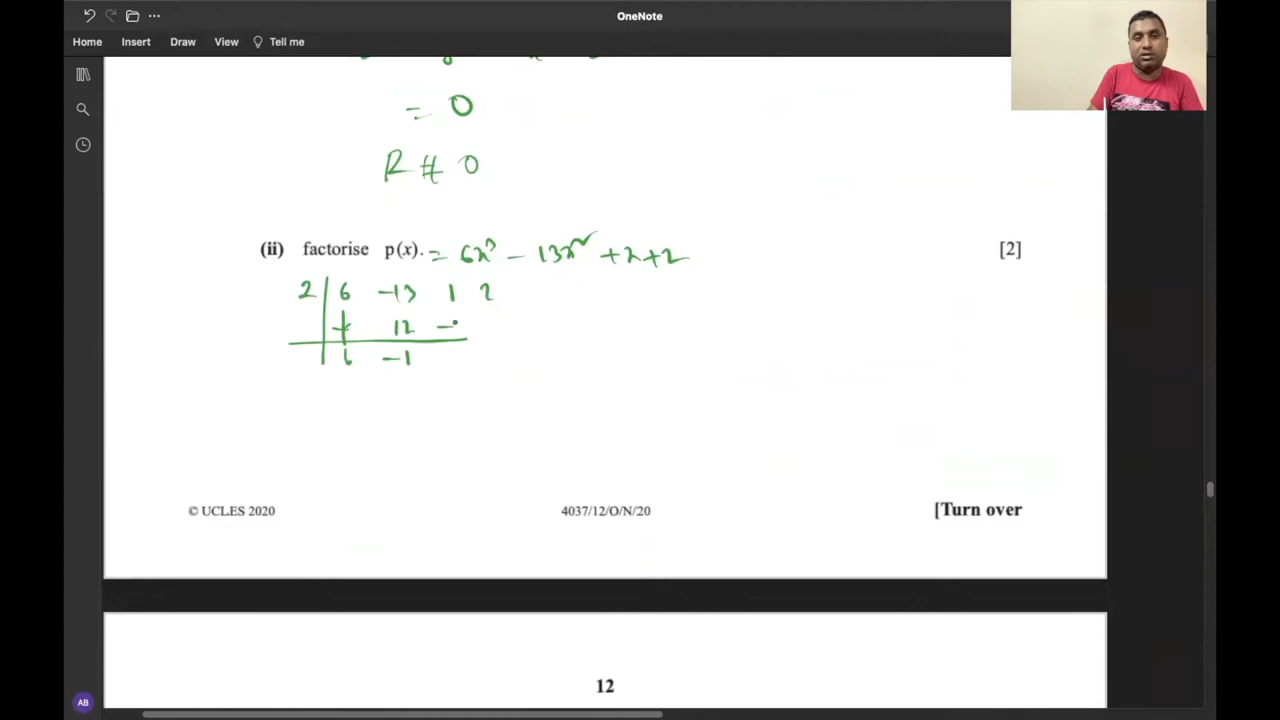 OneNote
Home Insert Draw View Tell me
= 0
R ≠ 0
(ii) factorise p(x). = 6x³ - 13x² + x + 2 [2]
2 | 6 -13 1 2
12 -
6 -1
© UCLES 2020 4037/12/O/N/20 [Turn over
12
AB